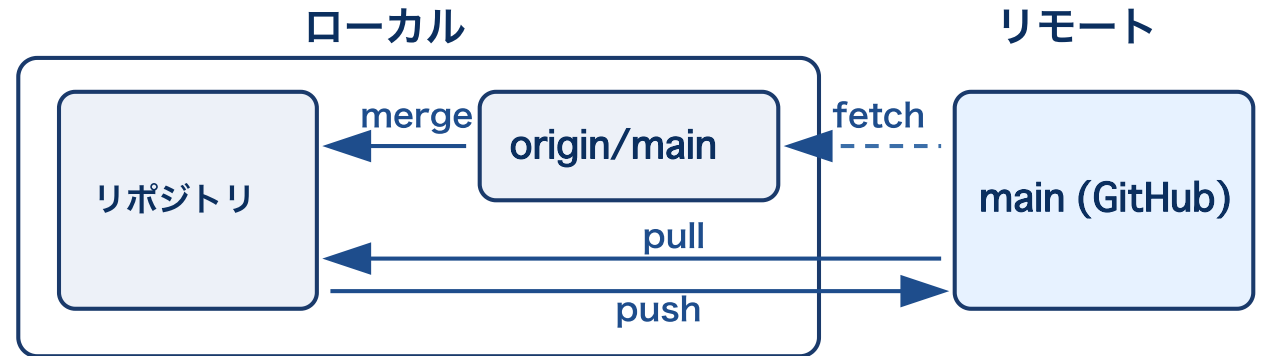 ローカル
リモート
merge
fetch
origin/main
リポジトリ
main (GitHub)
pull
push